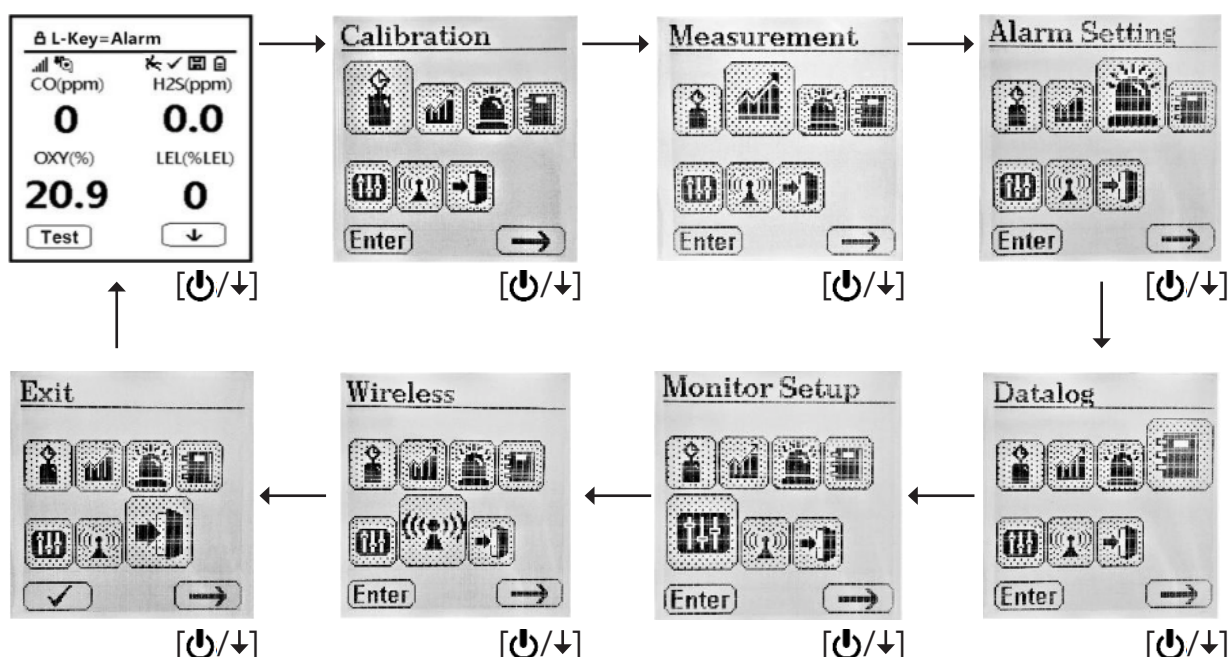 L-Key=Alarm
CO(ppm) H2S(ppm)
0 0.0
OXY(%) LEL(%LEL)
20.9 0
Test ↓
[⏻/↓]
Calibration
Enter →
[⏻/↓]
Measurement
Enter →
[⏻/↓]
Alarm Setting
Enter →
[⏻/↓]
Datalog
Enter →
[⏻/↓]
Monitor Setup
Enter →
[⏻/↓]
Wireless
Enter →
[⏻/↓]
Exit
✓ →
[⏻/↓]